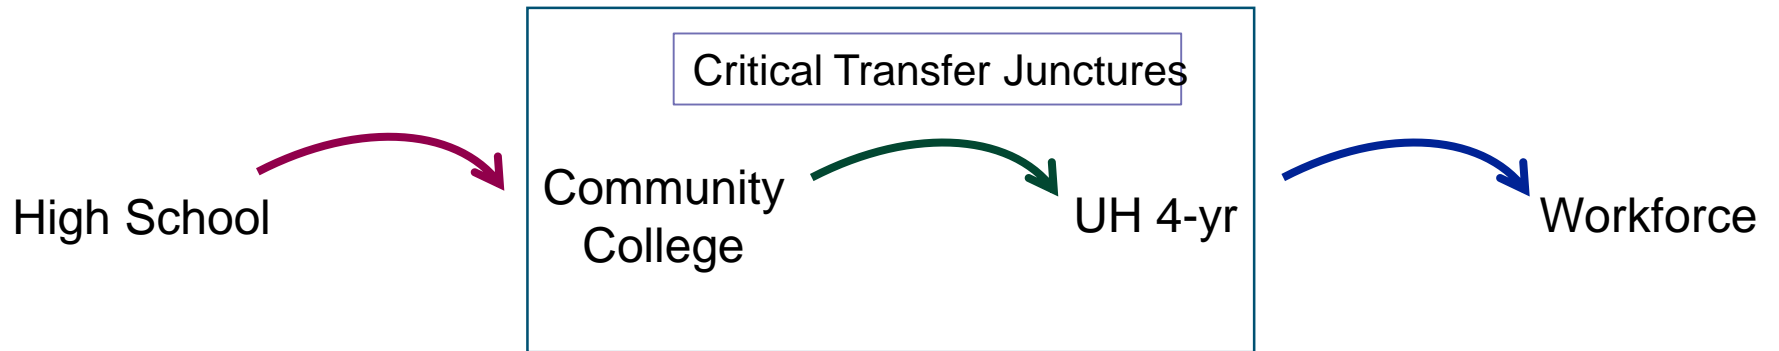 Critical Transfer Junctures
High School
Community
College
UH 4-yr
Workforce